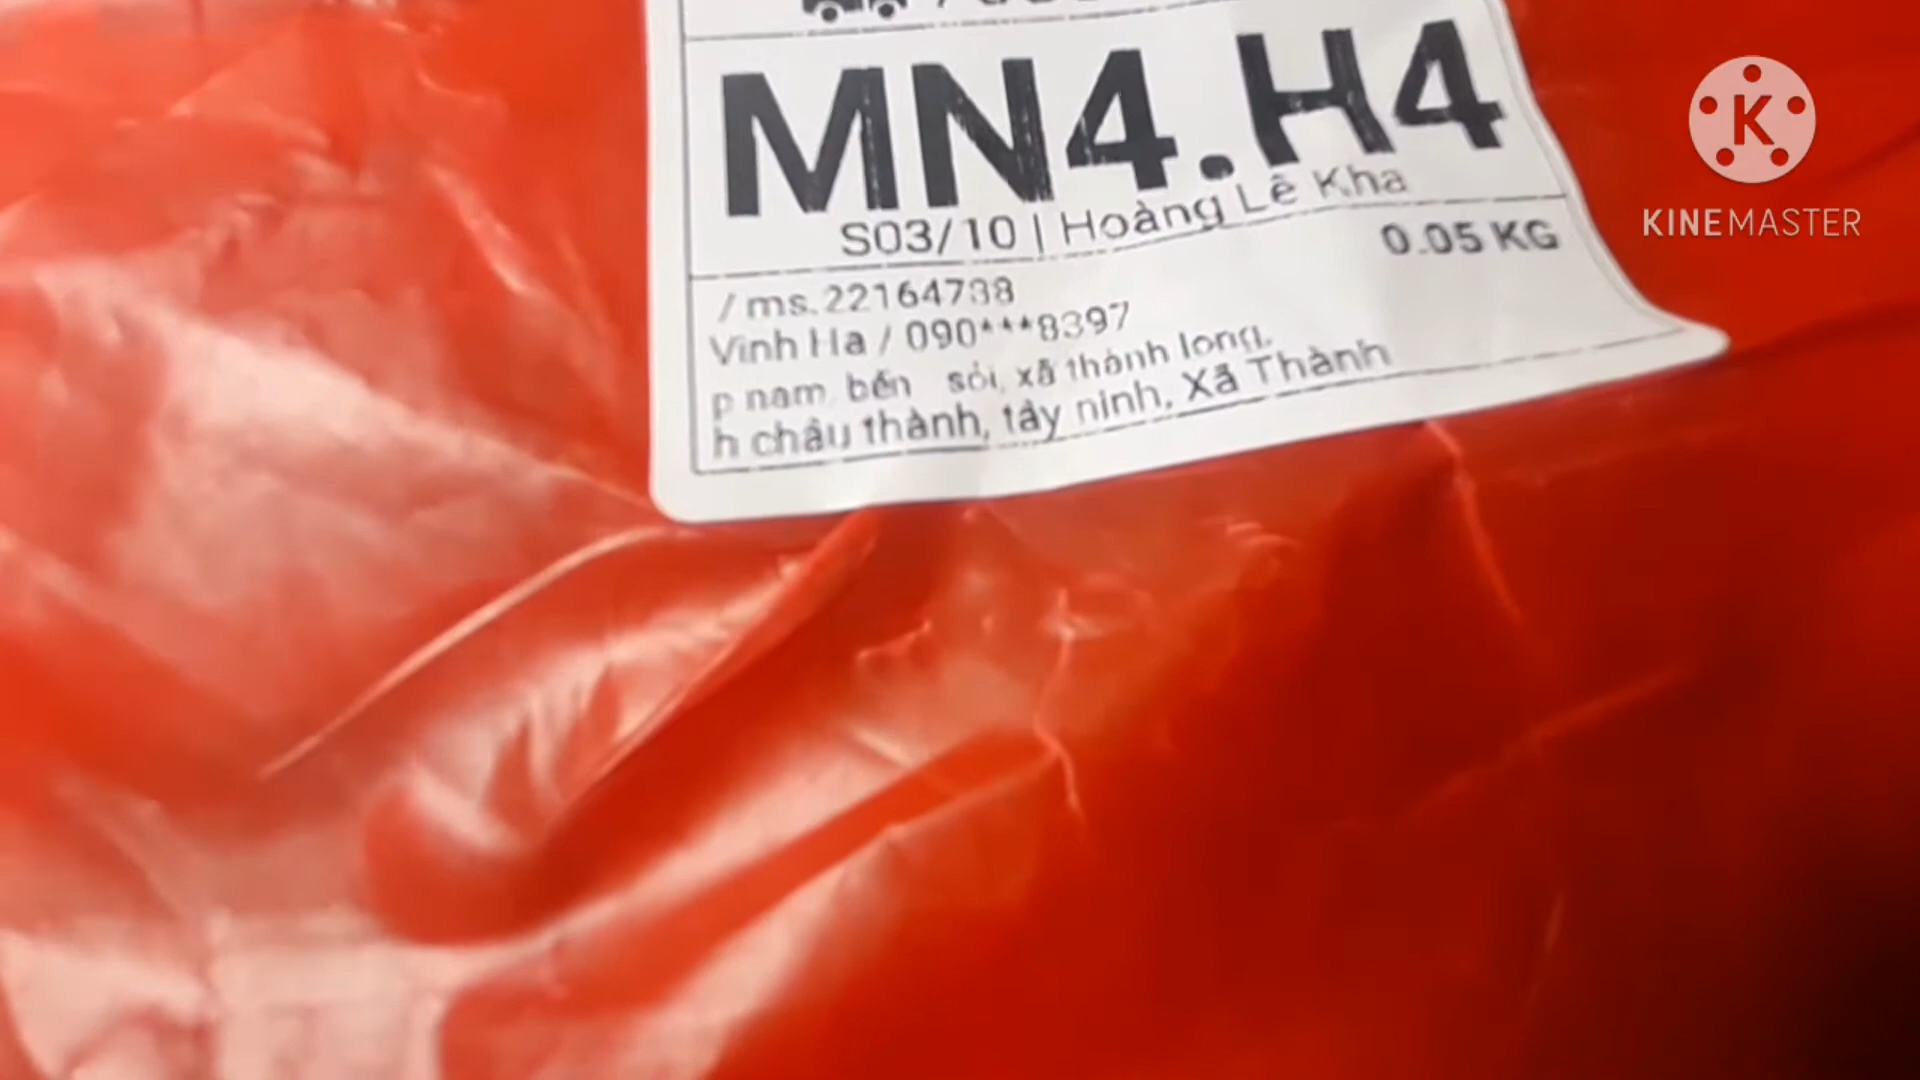 MN4.H4
S03/10 | Hoàng Lê Kha
0.05 KG
/ ms.22164738
Vinh Ha / 090***8397
p nam bến sỏi, xã thành long,
h châu thành, tây ninh, Xã Thành
K
KINEMASTER